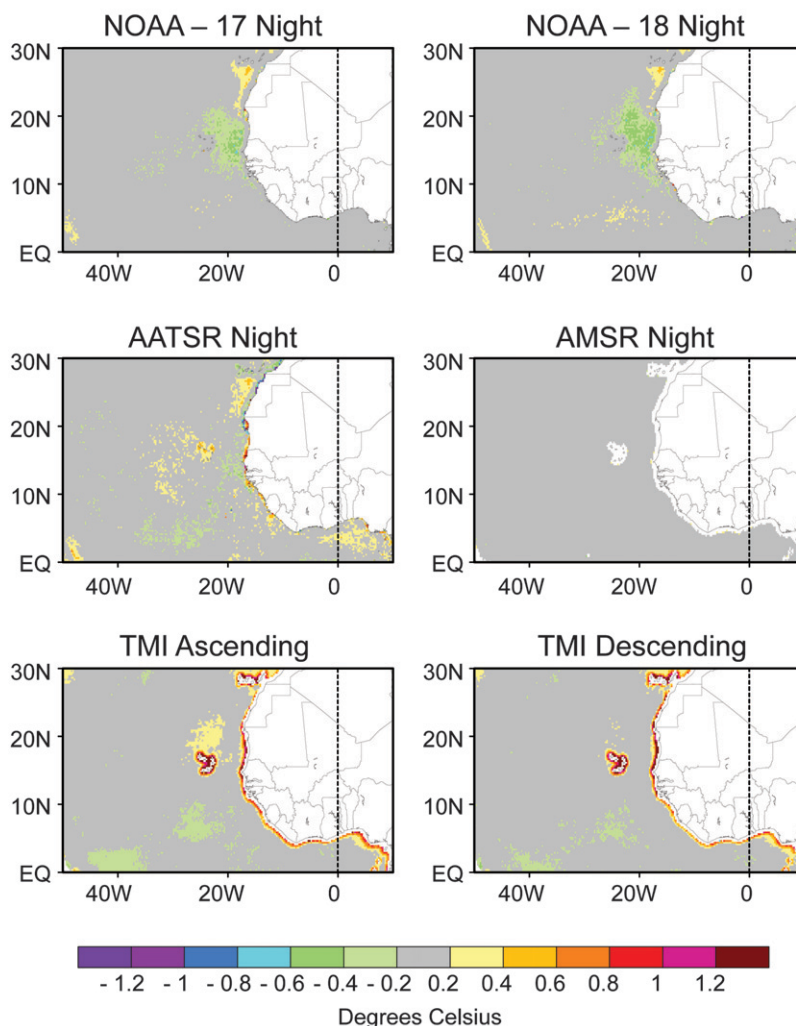 NOAA – 17 Night
NOAA – 18 Night
30N
20N
10N
EQ
40W 20W 0
30N
20N
10N
EQ
40W 20W 0
AATSR Night
AMSR Night
30N
20N
10N
EQ
40W 20W 0
30N
20N
10N
EQ
40W 20W 0
TMI Ascending
TMI Descending
30N
20N
10N
EQ
40W 20W 0
30N
20N
10N
EQ
40W 20W 0
- 1.2 - 1 - 0.8 - 0.6 - 0.4 - 0.2 0.2 0.4 0.6 0.8 1 1.2
Degrees Celsius